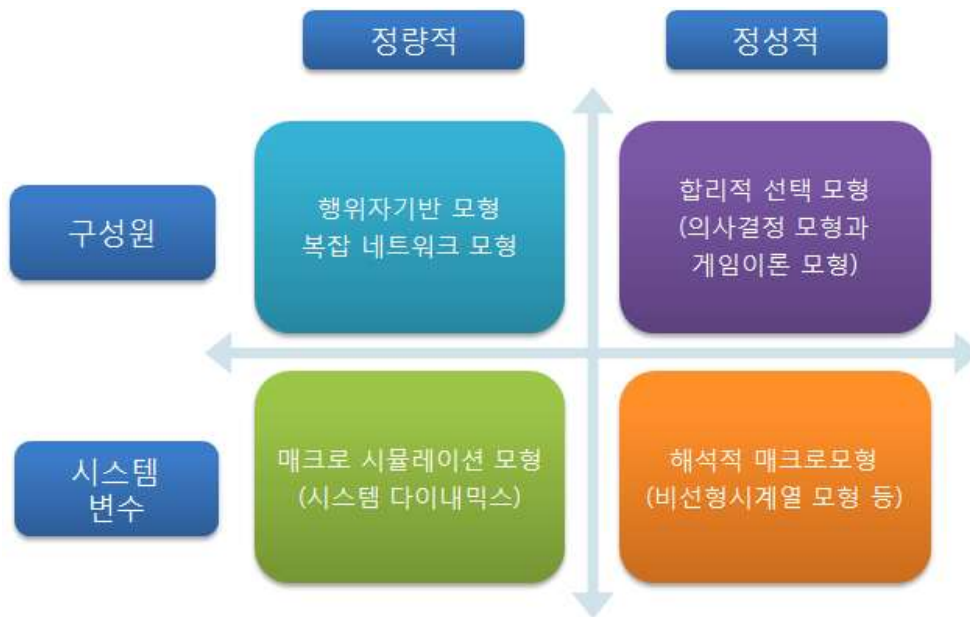 정량적
정성적
구성원
행위자기반 모형
복잡 네트워크 모형
합리적 선택 모형
(의사결정 모형과
게임이론 모형)
시스템
변수
매크로 시뮬레이션 모형
(시스템 다이내믹스)
해석적 매크로모형
(비선형시계열 모형 등)